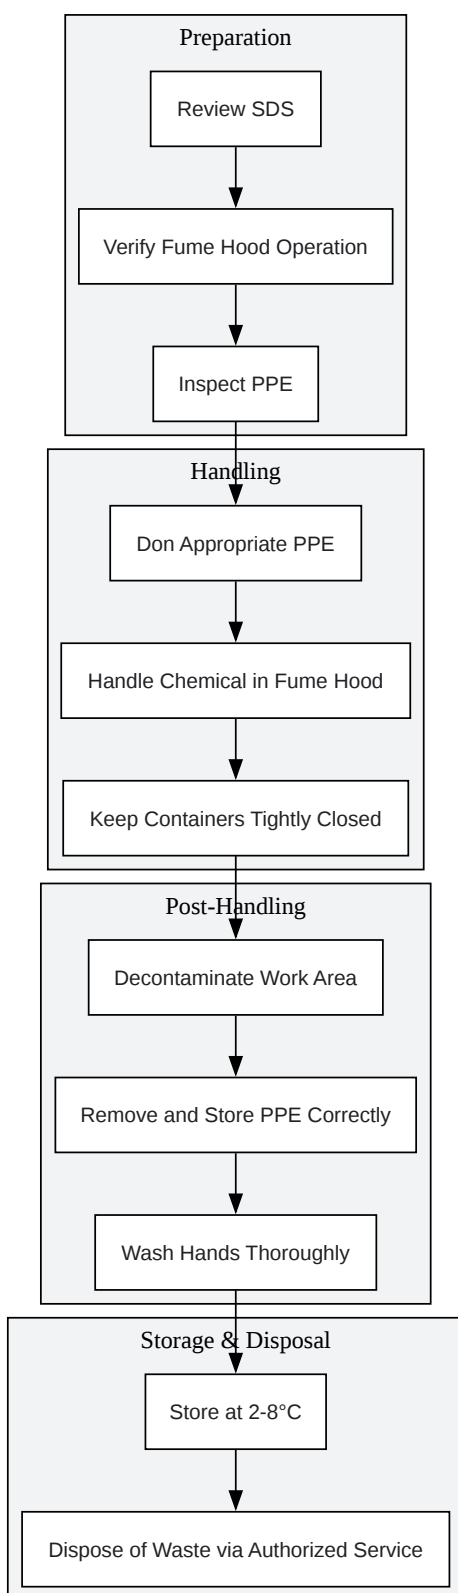 Preparation
Review SDS
Verify Fume Hood Operation
Inspect PPE
Handling
Don Appropriate PPE
Handle Chemical in Fume Hood
Keep Containers Tightly Closed
Post-Handling
Decontaminate Work Area
Remove and Store PPE Correctly
Wash Hands Thoroughly
Storage & Disposal
Store at 2-8°C
Dispose of Waste via Authorized Service